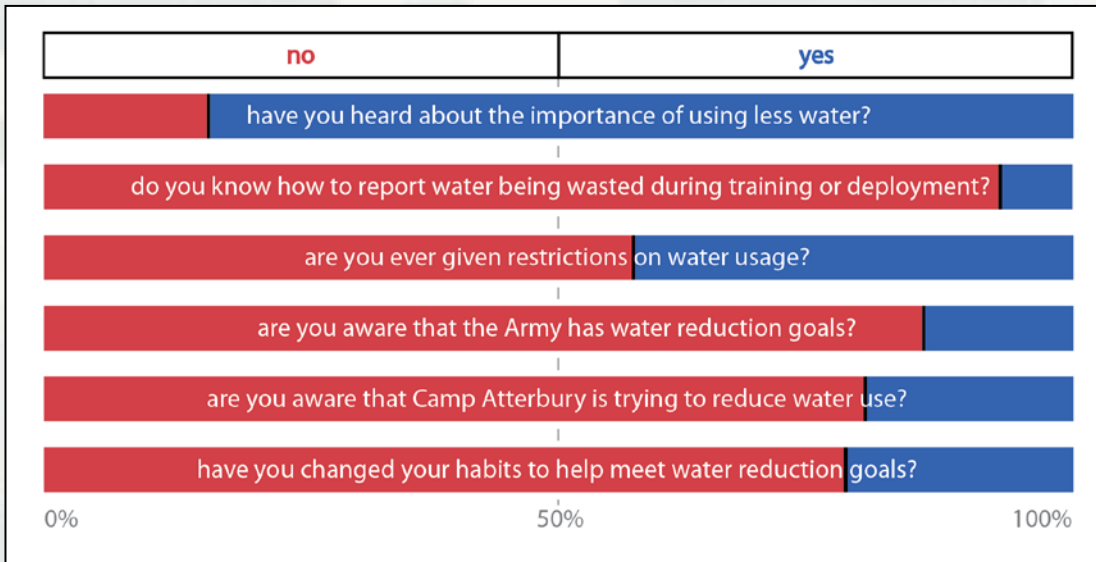 no yes
have you heard about the importance of using less water?
do you know how to report water being wasted during training or deployment?
are you ever given restrictions on water usage?
are you aware that the Army has water reduction goals?
are you aware that Camp Atterbury is trying to reduce water use?
have you changed your habits to help meet water reduction goals?
0% 50% 100%